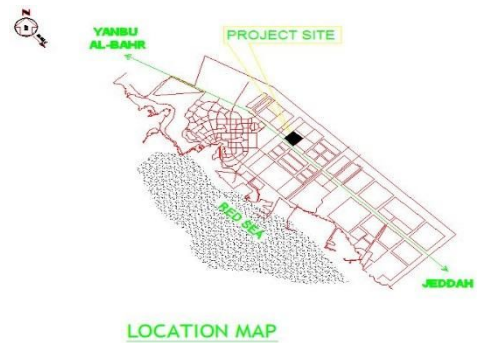 N
YANBU
AL-BAHR
PROJECT SITE
RED SEA
JEDDAH
LOCATION MAP